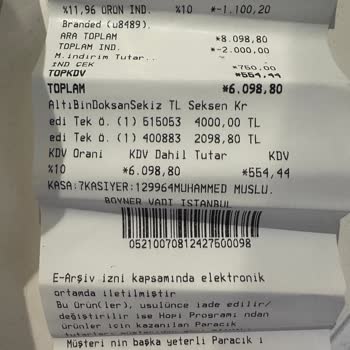 %11,96 ÜRÜN IND. %10 *-1.100,20
Branded (u8489).
ARA TOPLAM *8.098,80
TOPLAM IND. *-2.000,00
M.indirim Tutar..
IND ÇEK *750,00
TOPKDV *554,44
TOPLAM *6.098,80
AltıBinDoksanSekiz TL Seksen Kr
edi Tek Ö. (1) 515053 4000,00 TL
edi Tek Ö. (1) 400883 2098,80 TL
KDV Orani KDV Dahil Tutar KDV
%10 *6.098,80 *554,44
KASA:7KASIYER:129964MUHAMMED MUSLU.
BOYNER VADI ISTANBUL
05210070812427500098
E-Arşiv izni kapsamında elektronik
ortamda iletilmiştir
Bu ürün(ler), usulünce iade edilir/
değiştirilir ise Hopi Programı ndan
ürünler için kazanılan Paracık
Müşteri nin başka yeterli Paracık ı